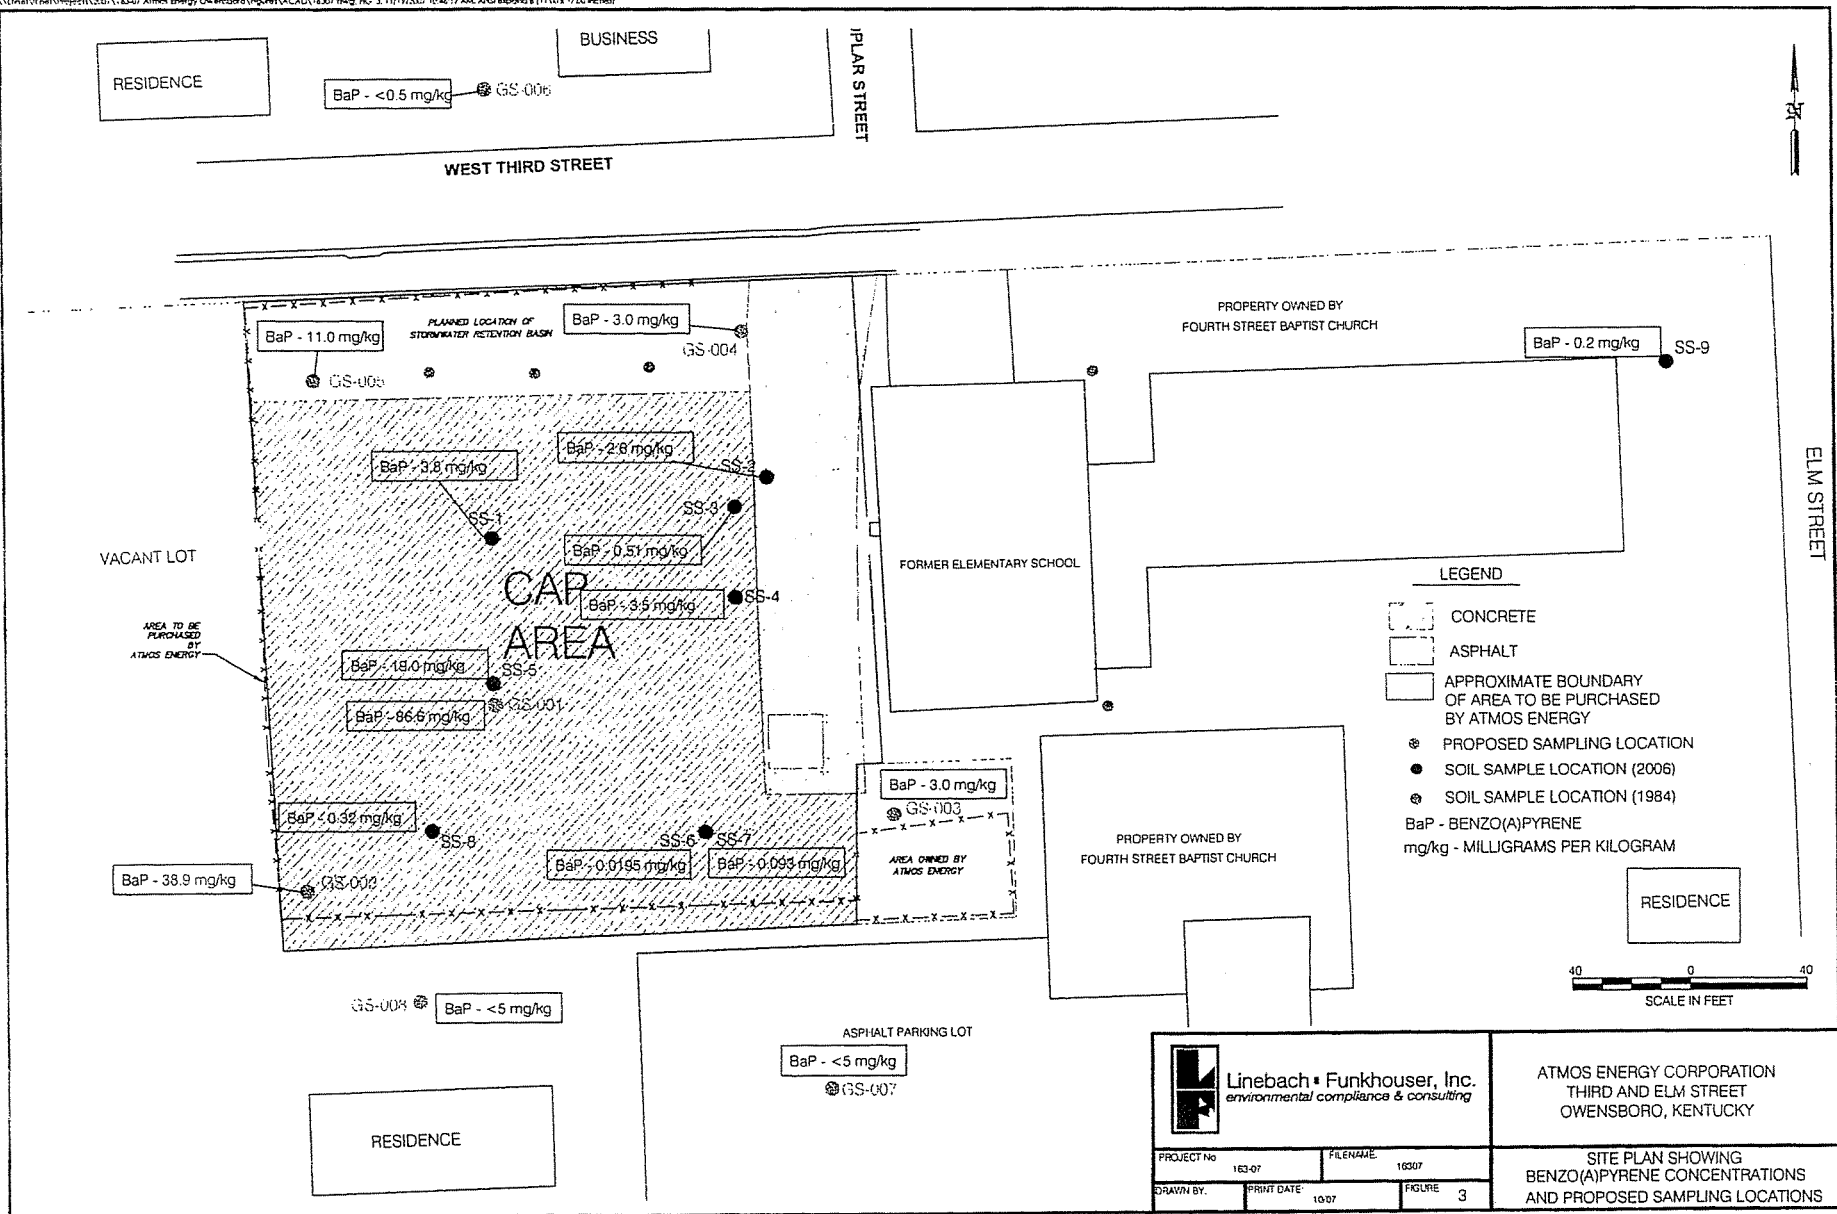 RESIDENCE
BUSINESS
BaP - <0.5 mg/kg
GS-006
WEST THIRD STREET
PLAR STREET
PLANNED LOCATION OF
STORMWATER RETENTION BASIN
BaP - 11.0 mg/kg
GS-005
BaP - 3.0 mg/kg
GS-004
PROPERTY OWNED BY
FOURTH STREET BAPTIST CHURCH
BaP - 0.2 mg/kg
SS-9
BaP - 3.8 mg/kg
SS-1
BaP - 2.8 mg/kg
SS-2
SS-3
BaP - 0.51 mg/kg
VACANT LOT
CAP
AREA
BaP - 3.5 mg/kg
SS-4
FORMER ELEMENTARY SCHOOL
ELM STREET
AREA TO BE
PURCHASED
BY
ATMOS ENERGY
BaP - 19.0 mg/kg
SS-5
BaP - 86.6 mg/kg
GS-001
LEGEND
CONCRETE
ASPHALT
APPROXIMATE BOUNDARY
OF AREA TO BE PURCHASED
BY ATMOS ENERGY
PROPOSED SAMPLING LOCATION
SOIL SAMPLE LOCATION (2006)
SOIL SAMPLE LOCATION (1984)
BaP - BENZO(A)PYRENE
mg/kg - MILLIGRAMS PER KILOGRAM
BaP - 0.32 mg/kg
SS-8
SS-6
SS-7
BaP - 0.0195 mg/kg
BaP - 0.093 mg/kg
BaP - 3.0 mg/kg
GS-003
AREA OWNED BY
ATMOS ENERGY
PROPERTY OWNED BY
FOURTH STREET BAPTIST CHURCH
BaP - 38.9 mg/kg
RESIDENCE
40 0 40
SCALE IN FEET
GS-008
BaP - <5 mg/kg
ASPHALT PARKING LOT
BaP - <5 mg/kg
GS-007
RESIDENCE
Linebach Funkhouser, Inc.
environmental compliance & consulting
ATMOS ENERGY CORPORATION
THIRD AND ELM STREET
OWENSBORO, KENTUCKY
PROJECT No
163-07
FILENAME:
16307
DRAWN BY.
PRINT DATE:
10/07
FIGURE 3
SITE PLAN SHOWING
BENZO(A)PYRENE CONCENTRATIONS
AND PROPOSED SAMPLING LOCATIONS